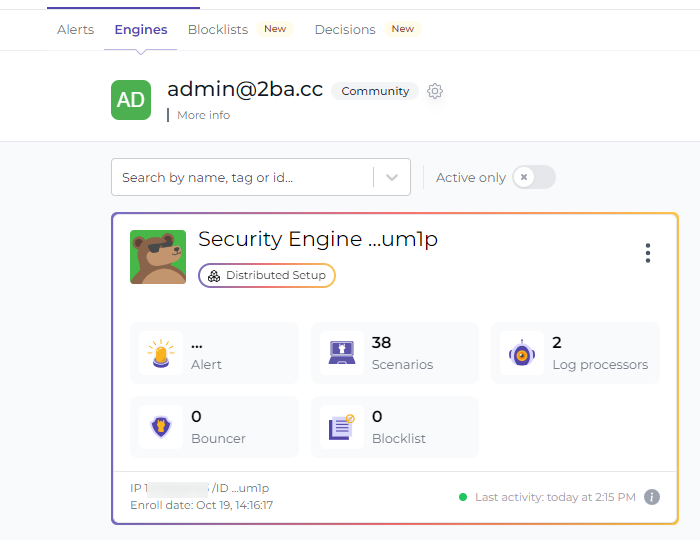 Alerts Engines Blocklists New Decisions New
AD
admin@2ba.cc Community
More info
Search by name, tag or id... Active only
Security Engine ...um1p
Distributed Setup
... 38 2
Alert Scenarios Log processors
0 0
Bouncer Blocklist
IP 1 /ID ...um1p
Enroll date: Oct 19, 14:16:17
Last activity: today at 2:15 PM